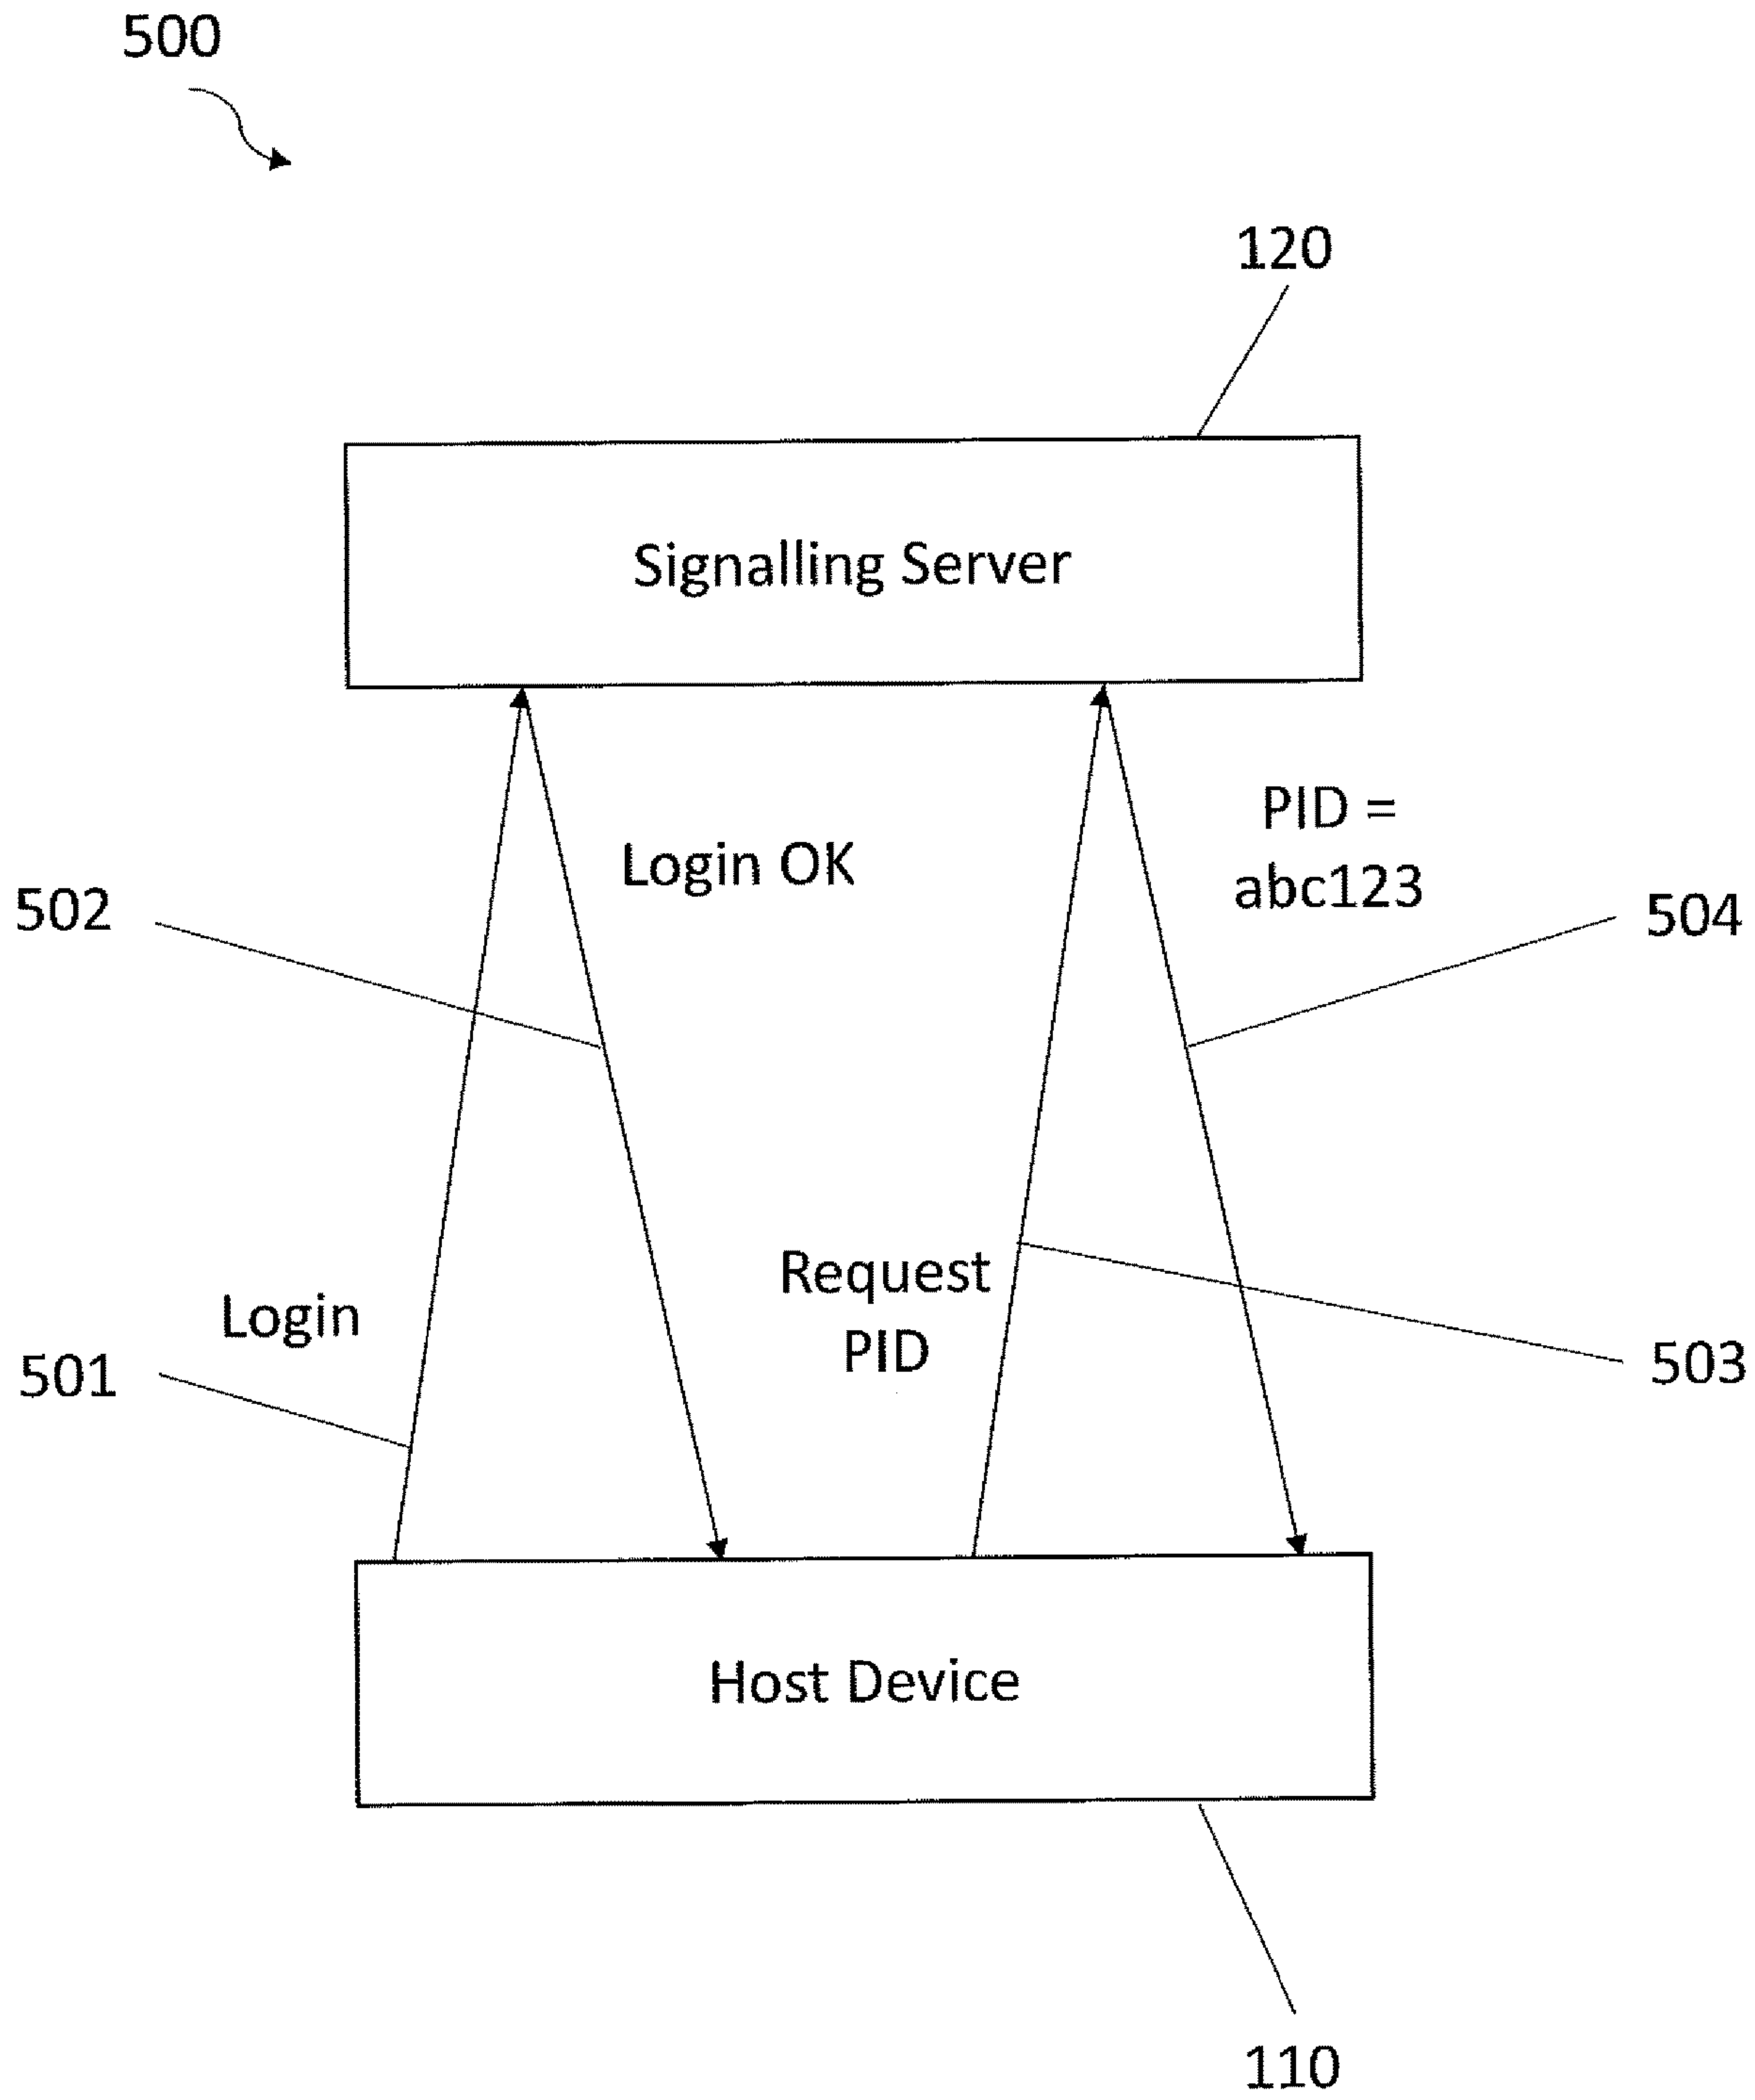 500
120
Signalling Server
PID =
abc123
Login OK
502
504
Request
PID
Login
501
503
Host Device
110